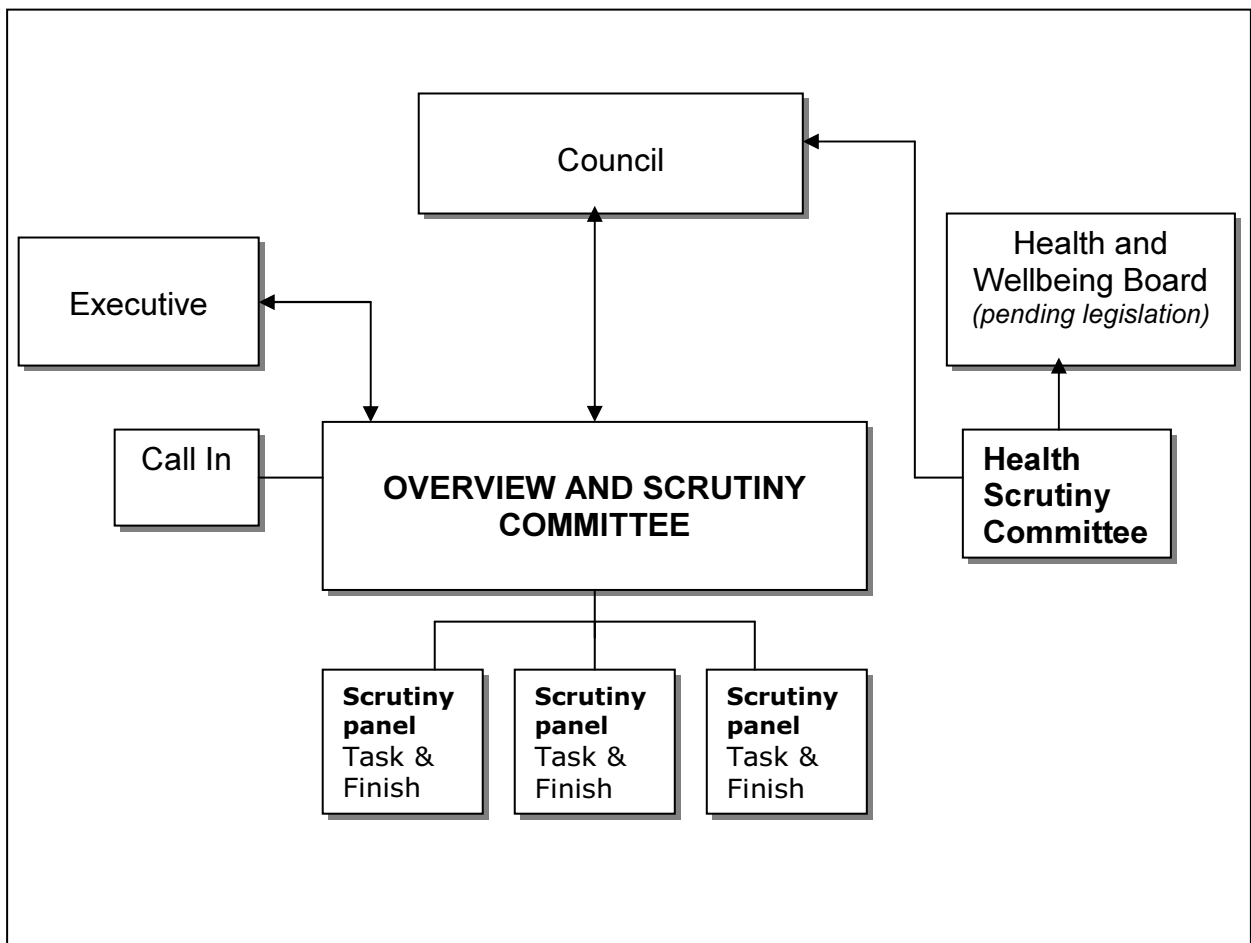 Council
Health and
Wellbeing Board
(pending legislation)
Executive
Call In
OVERVIEW AND SCRUTINY
COMMITTEE
Health
Scrutiny
Committee
Scrutiny
panel
Task &
Finish
Scrutiny
panel
Task &
Finish
Scrutiny
panel
Task &
Finish